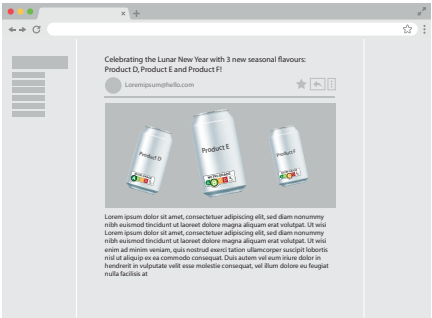 Celebrating the Lunar New Year with 3 new seasonal flavours:
Product D, Product E and Product F!
Loremipsum@hello.com
Product D
Product E
Product F
Lorem ipsum dolor sit amet, consectetuer adipiscing elit, sed diam nonummy
nibh euismod tincidunt ut laoreet dolore magna aliquam erat volutpat. Ut wisi
Lorem ipsum dolor sit amet, consectetuer adipiscing elit, sed diam nonummy
nibh euismod tincidunt ut laoreet dolore magna aliquam erat volutpat. Ut wisi
enim ad minim veniam, quis nostrud exerci tation ullamcorper suscipit lobortis
nisl ut aliquip ex ea commodo consequat. Duis autem vel eum iriure dolor in
hendrerit in vulputate velit esse molestie consequat, vel illum dolore eu feugiat
nulla facilisis at